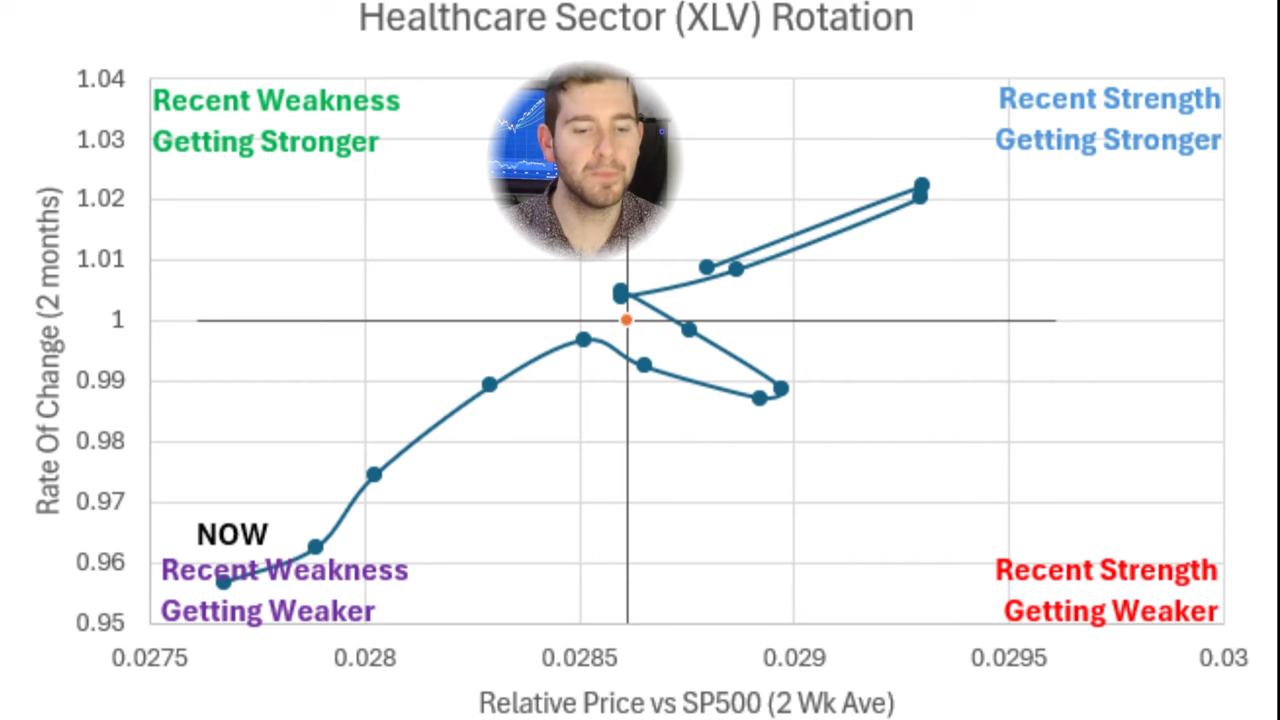 Healthcare Sector (XLV) Rotation
1.04
1.03
1.02
1.01
1
0.99
0.98
0.97
0.96
0.95
Rate Of Change (2 months)
Recent Weakness
Getting Stronger
Recent Strength
Getting Stronger
NOW
Recent Weakness
Getting Weaker
Recent Strength
Getting Weaker
0.0275
0.028
0.0285
0.029
0.0295
0.03
Relative Price vs SP500 (2 Wk Ave)